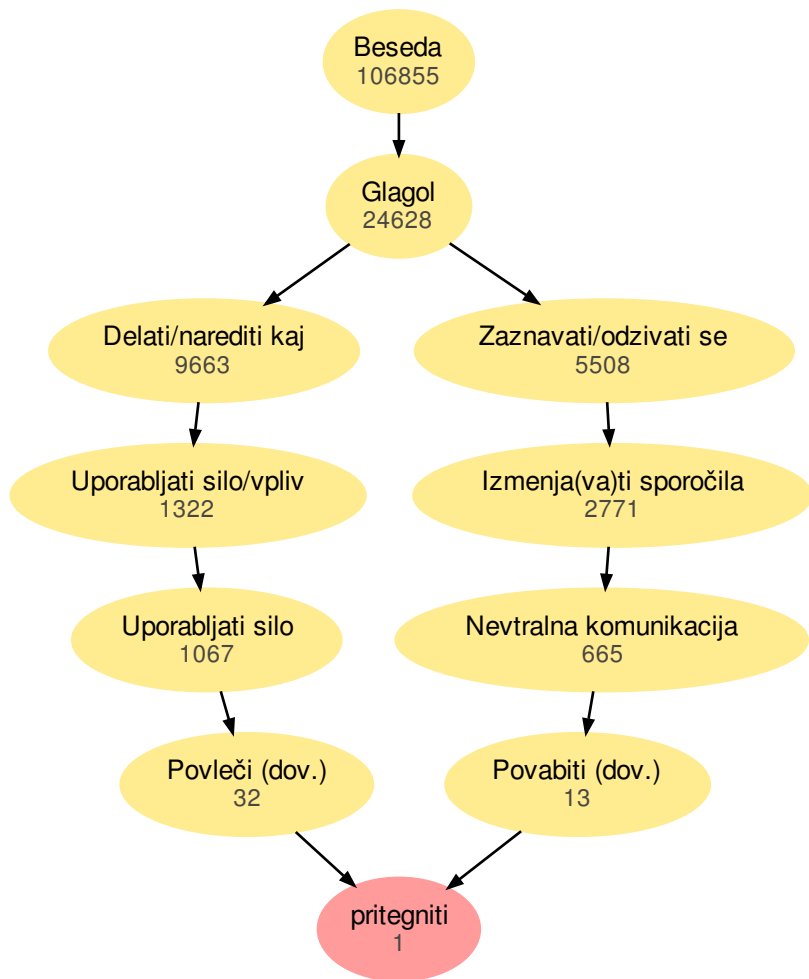 Beseda
106855
Glagol
24628
Delati/narediti kaj
9663
Zaznavati/odzivati se
5508
Uporabljati silo/vpliv
1322
Izmenja(va)ti sporočila
2771
Uporabljati silo
1067
Nevtralna komunikacija
665
Povleči (dov.)
32
Povabiti (dov.)
13
pritegniti
1